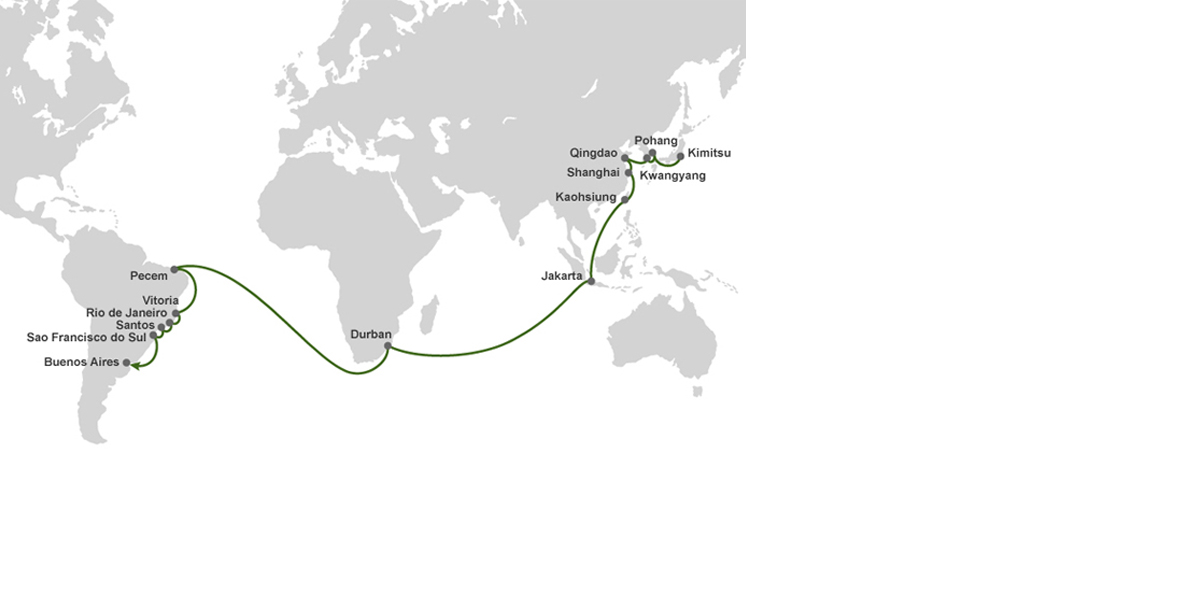 Pohang
Qingdao
Kimitsu
Shanghai
Kwangyang
Kaohsiung
Jakarta
Pecem
Vitoria
Rio de Janeiro
Santos
Sao Francisco do Sul
Durban
Buenos Aires